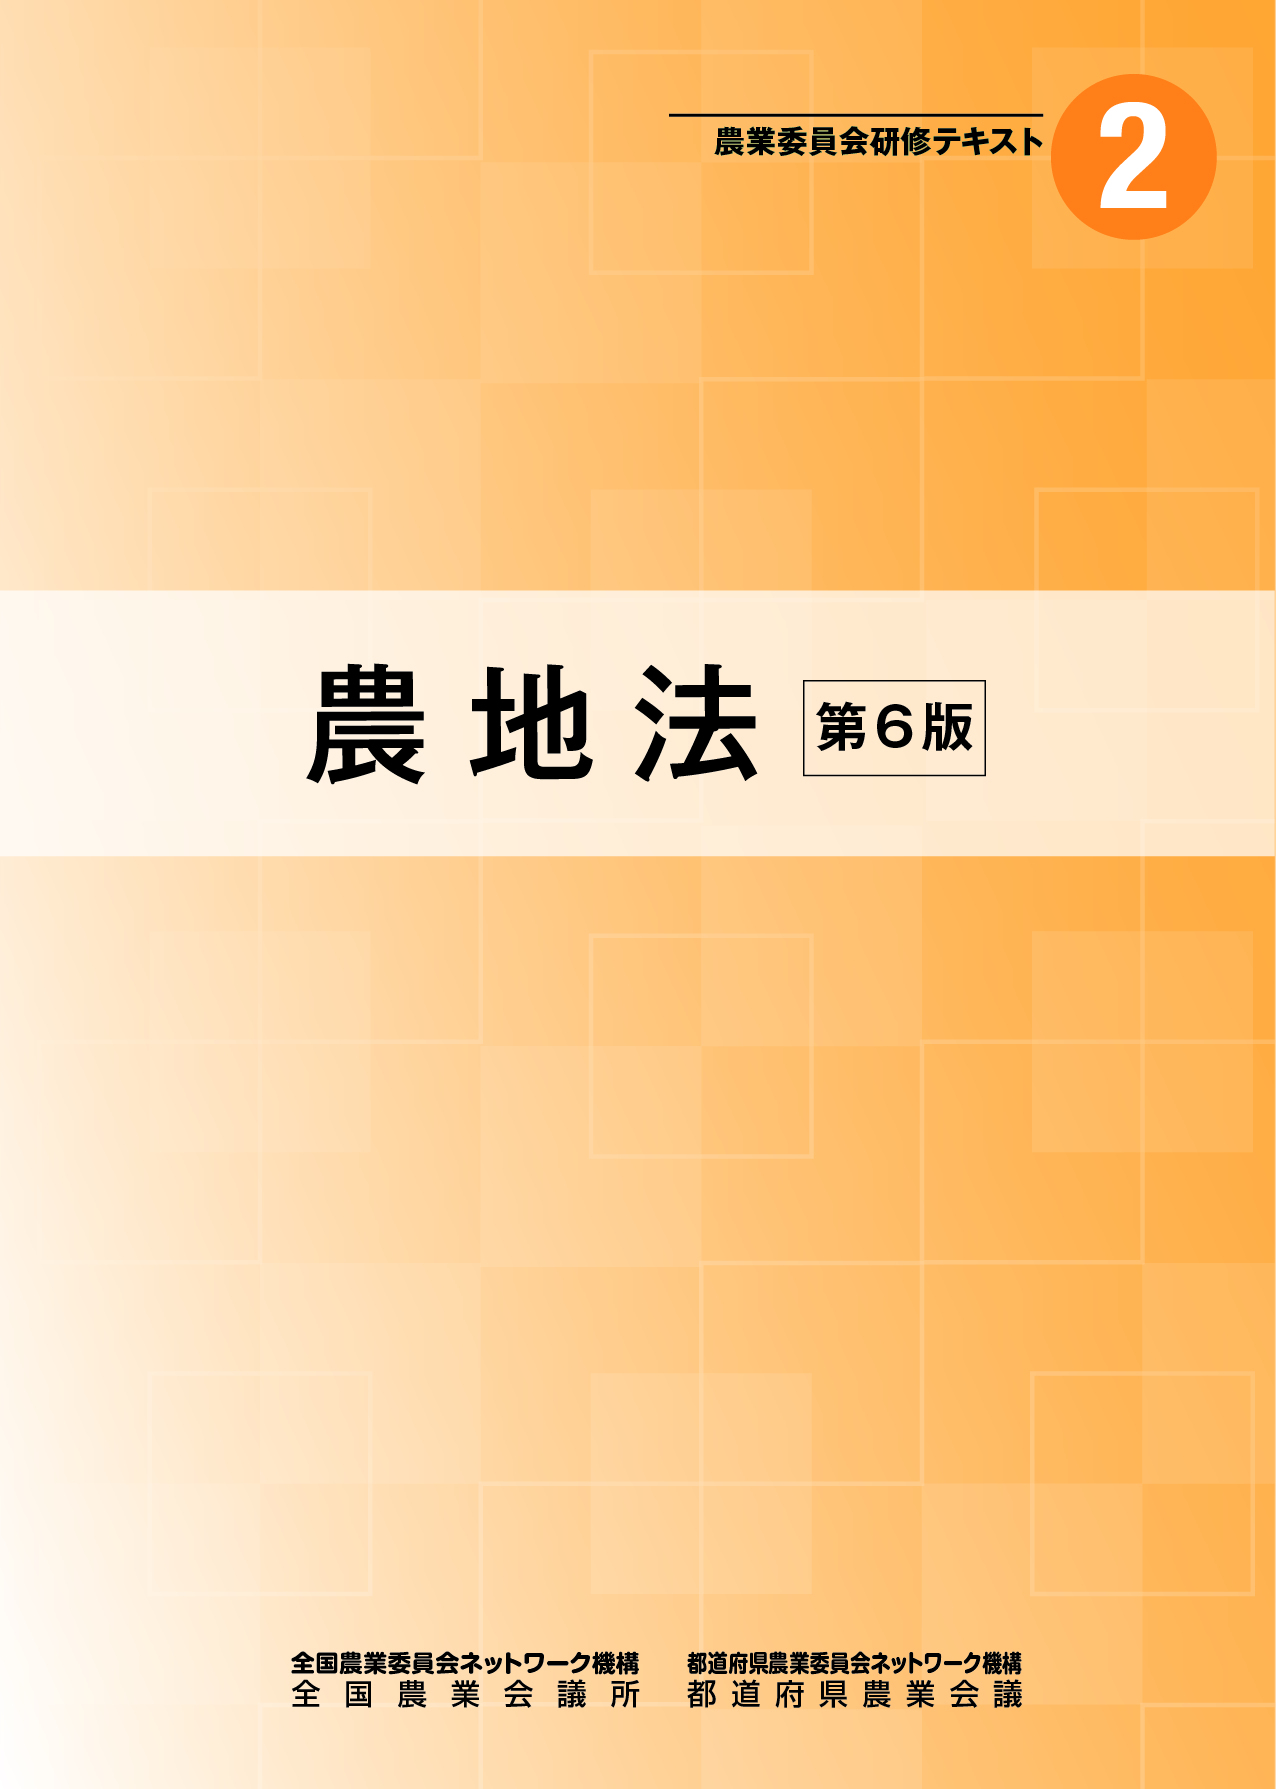 農業委員会研修テキスト 2
農地法 第6版
全国農業委員会ネットワーク機構 都道府県農業委員会ネットワーク機構
全国農業会議所 都道府県農業会議